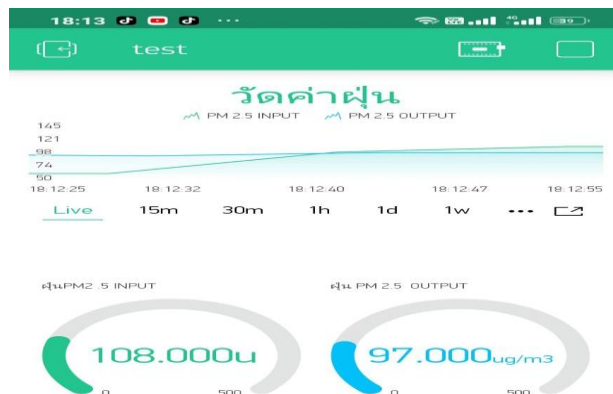 18:13 ...
test
วัดค่าฝุ่น
PM 2.5 INPUT PM 2.5 OUTPUT
145
121
98
74
50
18:12:25 18:12:32 18:12:40 18:12:47 18:12:55
Live 15m 30m 1h 1d 1w ...
ฝุ่นPM2 .5 INPUT ฝุ่น PM 2.5 OUTPUT
108.000u 97.000ug/m3
0 500 0 500